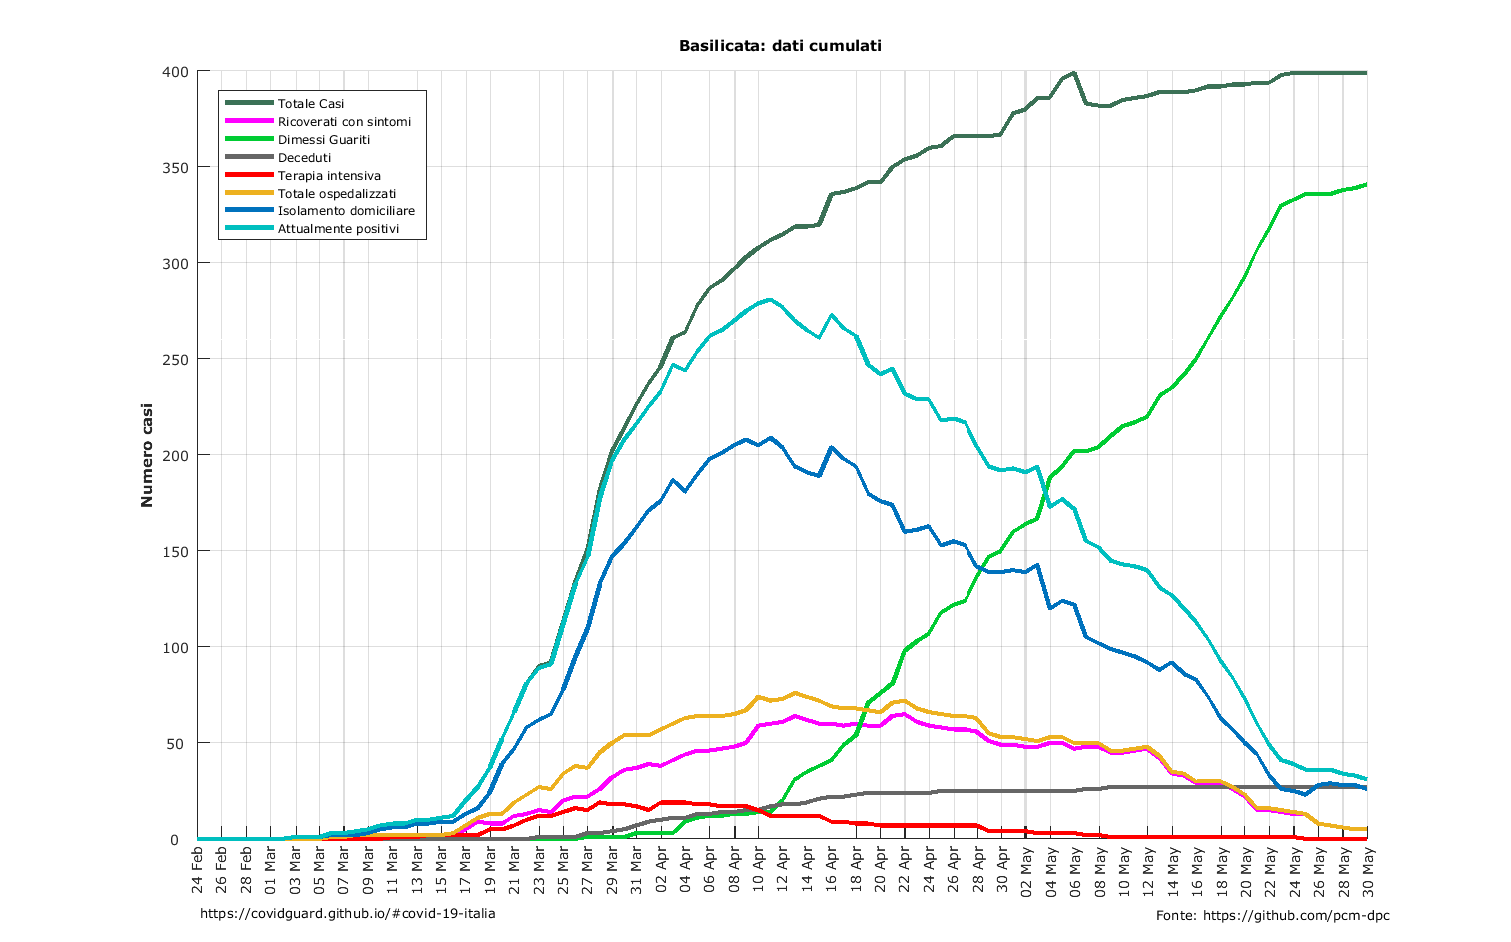 Basilicata: dati cumulati
400
350
300
250
200
150
100
50
0
Numero casi
Totale Casi
Ricoverati con sintomi
Dimessi Guariti
Deceduti
Terapia intensiva
Totale ospedalizzati
Isolamento domiciliare
Attualmente positivi
24 Feb
26 Feb
28 Feb
01 Mar
03 Mar
05 Mar
07 Mar
09 Mar
11 Mar
13 Mar
15 Mar
17 Mar
19 Mar
21 Mar
23 Mar
25 Mar
27 Mar
29 Mar
31 Mar
02 Apr
04 Apr
06 Apr
08 Apr
10 Apr
12 Apr
14 Apr
16 Apr
18 Apr
20 Apr
22 Apr
24 Apr
26 Apr
28 Apr
30 Apr
02 May
04 May
06 May
08 May
10 May
12 May
14 May
16 May
18 May
20 May
22 May
24 May
26 May
28 May
30 May
https://covidguard.github.io/#covid-19-italia
Fonte: https://github.com/pcm-dpc